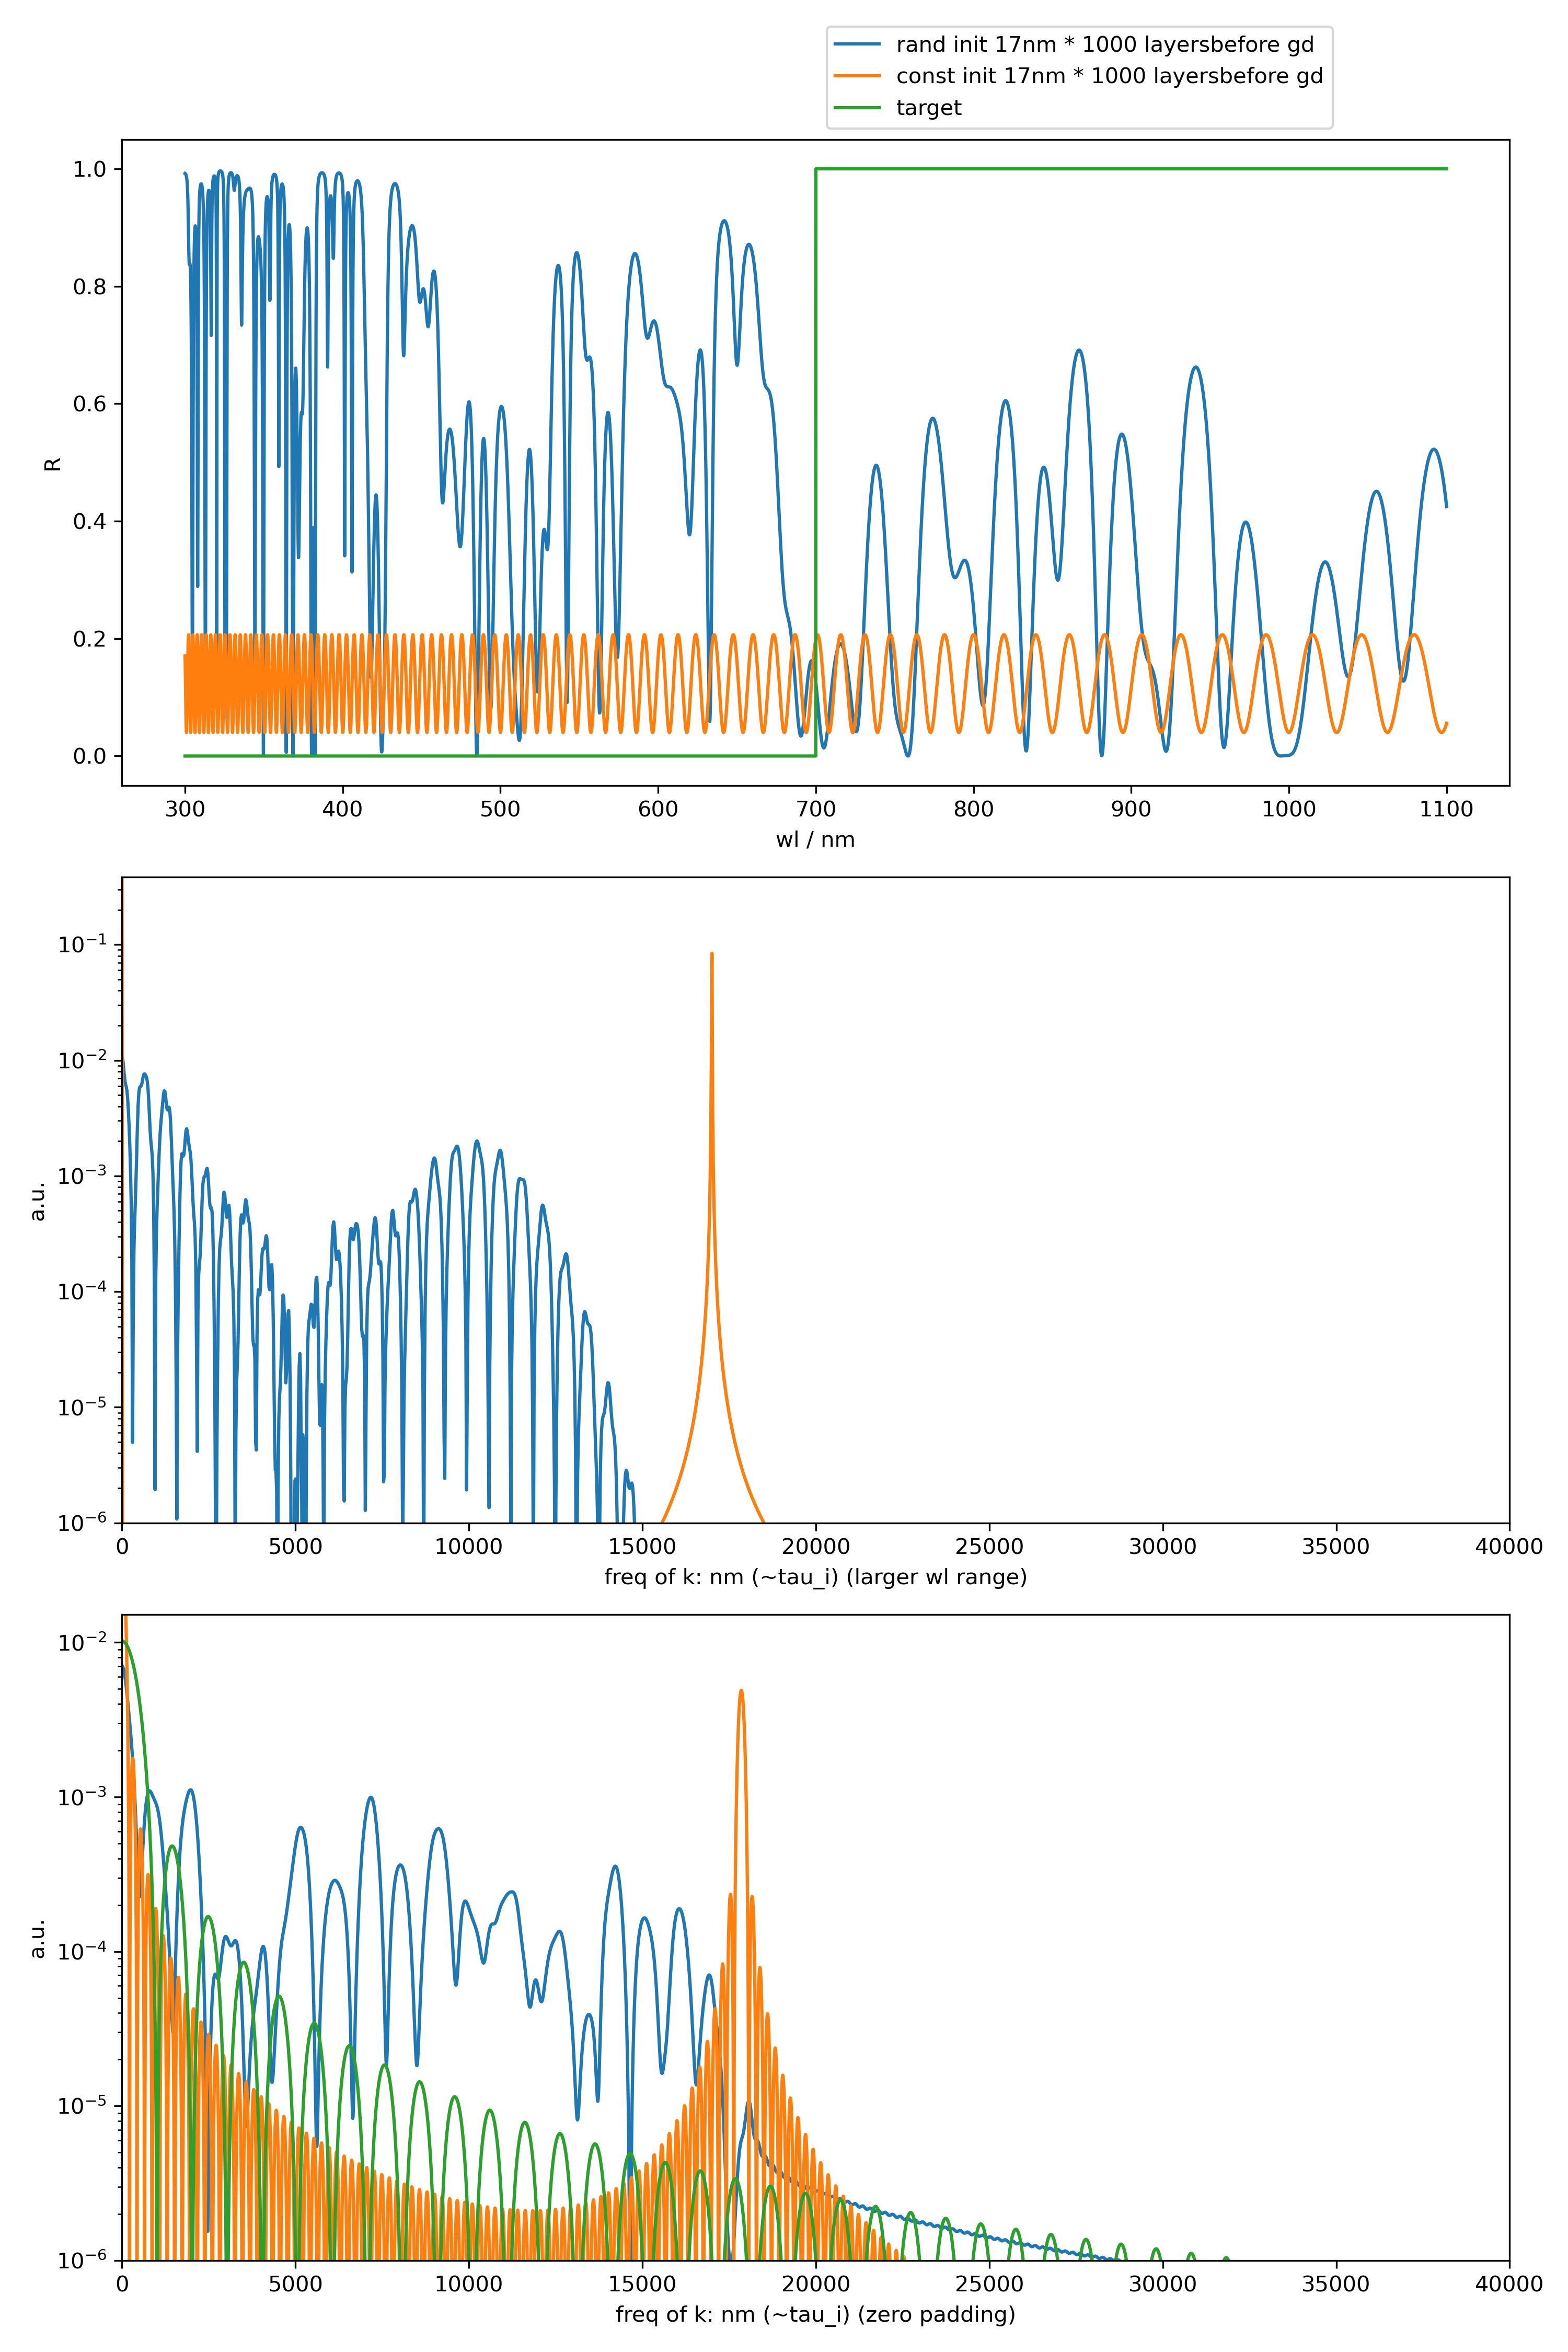 rand init 17nm * 1000 layersbefore gd
const init 17nm * 1000 layersbefore gd
target
1.0
0.8
0.6
0.4
0.2
0.0
R
300 400 500 600 700 800 900 1000 1100
wl / nm
10⁻¹
10⁻²
10⁻³
10⁻⁴
10⁻⁵
10⁻⁶
a.u.
0 5000 10000 15000 20000 25000 30000 35000 40000
freq of k: nm (~tau_i) (larger wl range)
10⁻²
10⁻³
10⁻⁴
10⁻⁵
10⁻⁶
a.u.
0 5000 10000 15000 20000 25000 30000 35000 40000
freq of k: nm (~tau_i) (zero padding)